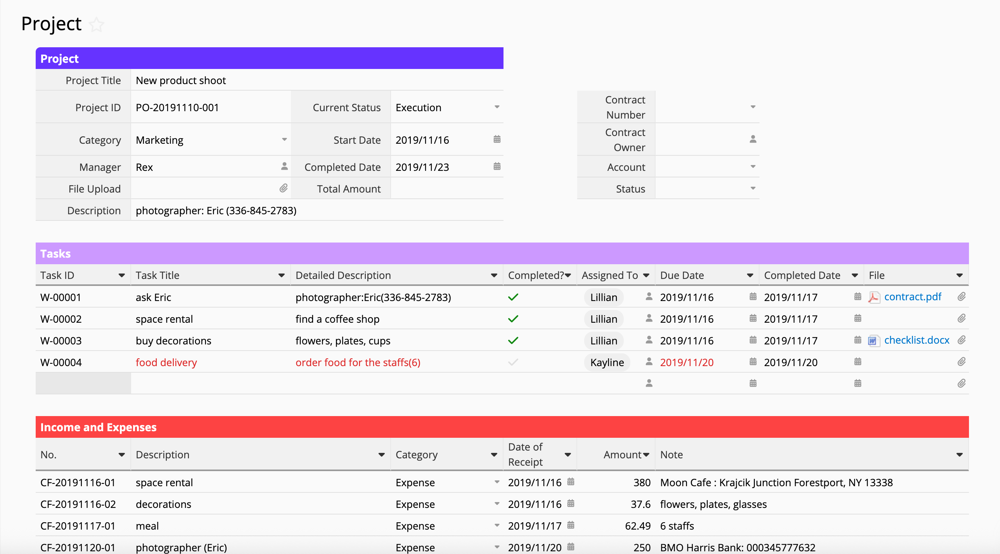 Project
Project
Project Title New product shoot
Project ID PO-20191110-001 Current Status Execution Contract Number
Category Marketing Start Date 2019/11/16 Contract Owner
Manager Rex Completed Date 2019/11/23 Account
File Upload Total Amount Status
Description photographer: Eric (336-845-2783)
Tasks
Task ID Task Title Detailed Description Completed? Assigned To Due Date Completed Date File
W-00001 ask Eric photographer:Eric(336-845-2783) Lillian 2019/11/16 2019/11/17 contract.pdf
W-00002 space rental find a coffee shop Lillian 2019/11/16 2019/11/17
W-00003 buy decorations flowers, plates, cups Lillian 2019/11/16 2019/11/17 checklist.docx
W-00004 food delivery order food for the staffs(6) Kayline 2019/11/20 2019/11/20
Income and Expenses
No. Description Category Date of Receipt Amount Note
CF-20191116-01 space rental Expense 2019/11/16 380 Moon Cafe : Krajcik Junction Forestport, NY 13338
CF-20191116-02 decorations Expense 2019/11/16 37.6 flowers, plates, glasses
CF-20191117-01 meal Expense 2019/11/17 62.49 6 staffs
CF-20191120-01 photographer (Eric) Expense 2019/11/20 250 BMO Harris Bank: 000345777632